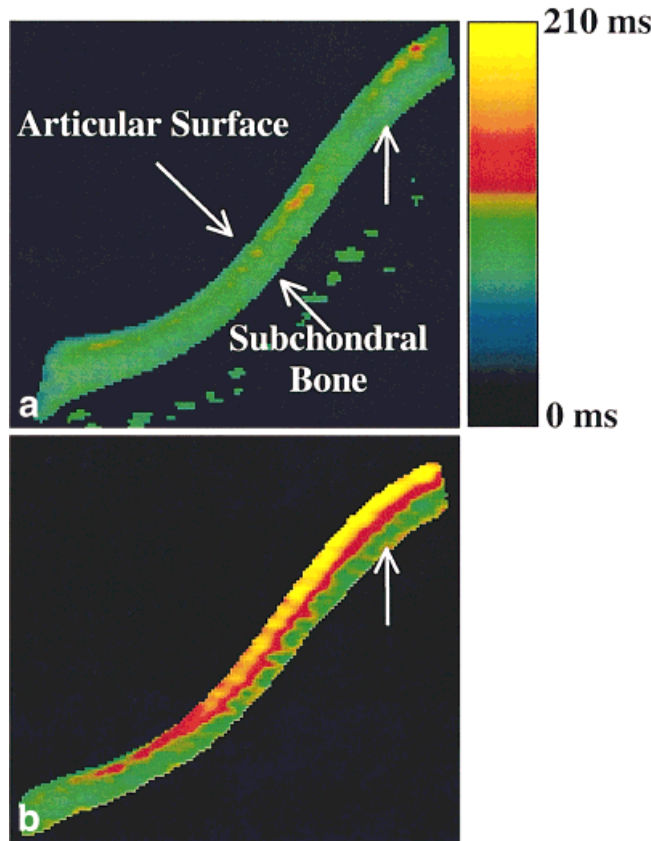 210 ms
Articular Surface
Subchondral
Bone
a
0 ms
b